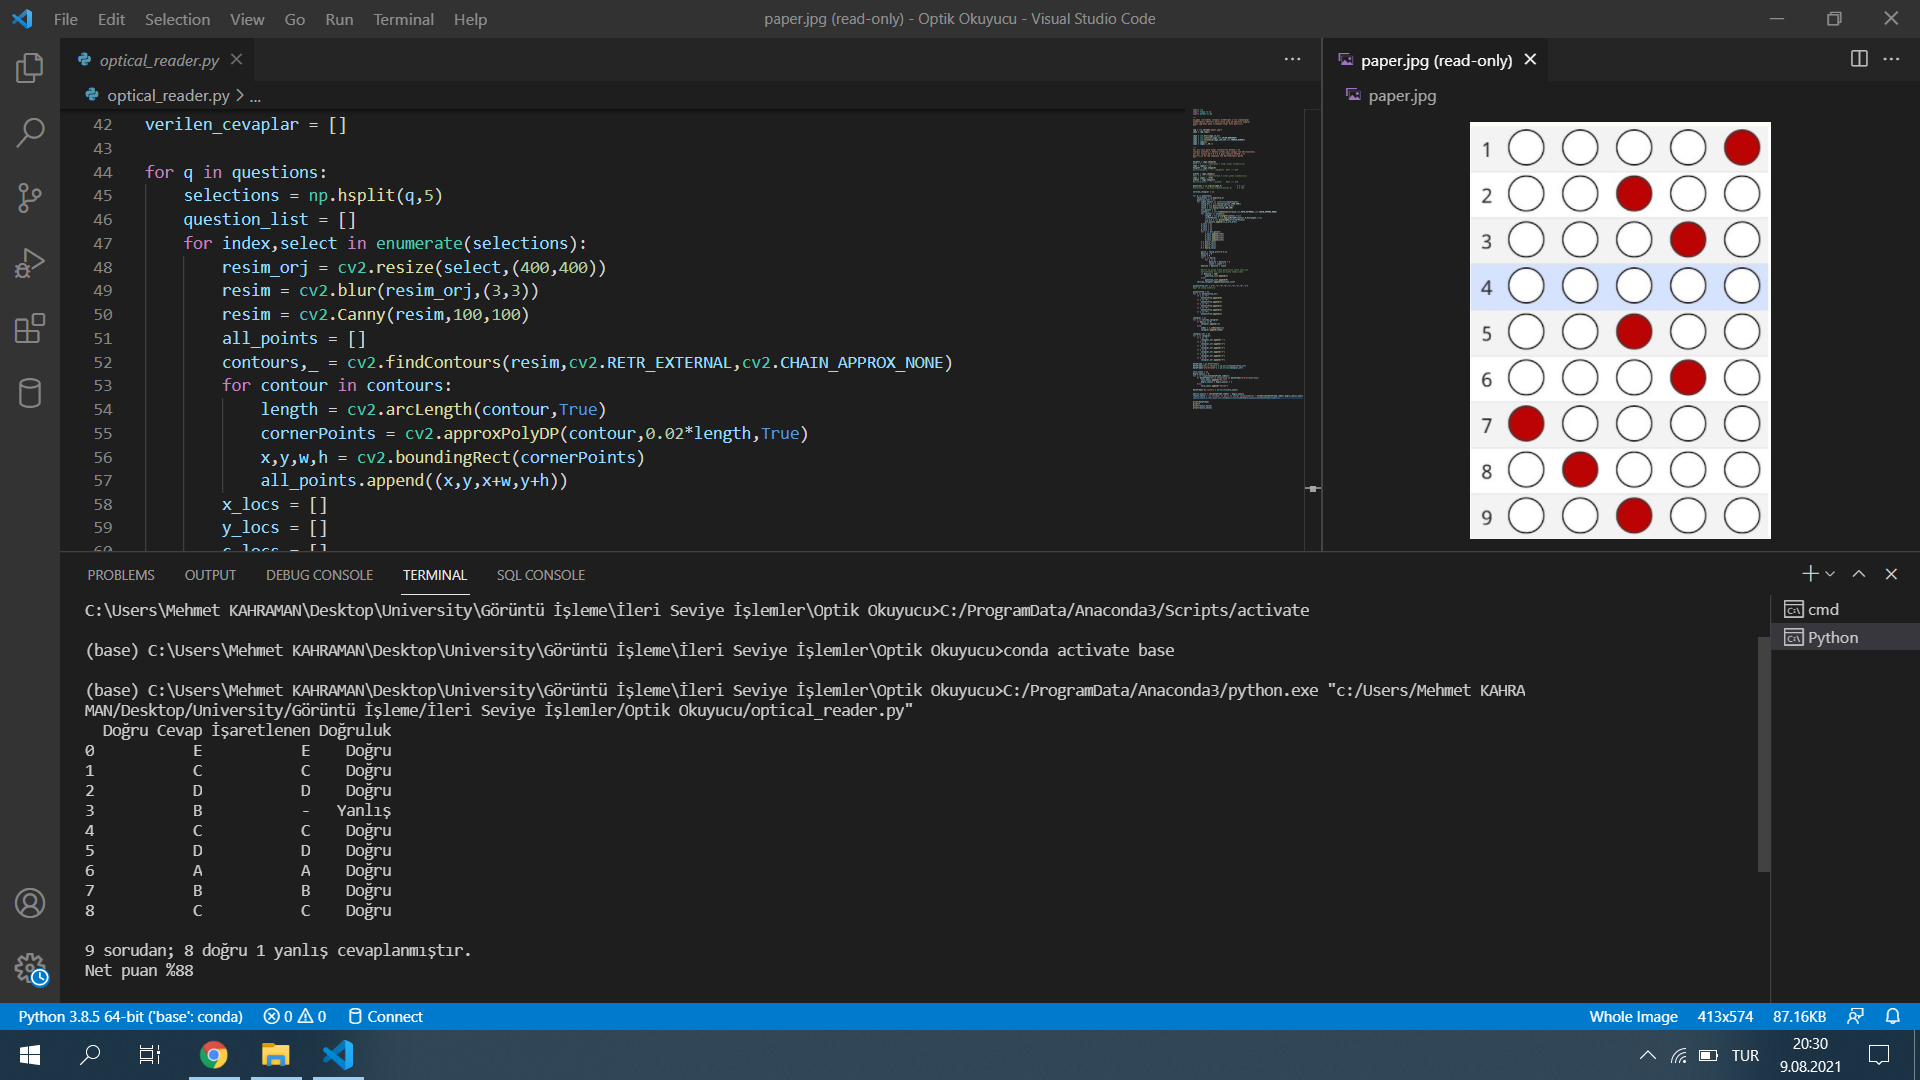 File Edit Selection View Go Run Terminal Help
paper.jpg (read-only) - Optik Okuyucu - Visual Studio Code
optical_reader.py
optical_reader.py > ...
42 verilen_cevaplar = []
43
44 for q in questions:
45 selections = np.hsplit(q,5)
46 question_list = []
47 for index,select in enumerate(selections):
48 resim_orj = cv2.resize(select,(400,400))
49 resim = cv2.blur(resim_orj,(3,3))
50 resim = cv2.Canny(resim,100,100)
51 all_points = []
52 contours,_ = cv2.findContours(resim,cv2.RETR_EXTERNAL,cv2.CHAIN_APPROX_NONE)
53 for contour in contours:
54 length = cv2.arcLength(contour,True)
55 cornerPoints = cv2.approxPolyDP(contour,0.02*length,True)
56 x,y,w,h = cv2.boundingRect(cornerPoints)
57 all_points.append((x,y,x+w,y+h))
58 x_locs = []
59 y_locs = []
paper.jpg (read-only)
paper.jpg
1
2
3
4
5
6
7
8
9
PROBLEMS OUTPUT DEBUG CONSOLE TERMINAL SQL CONSOLE
C:\Users\Mehmet KAHRAMAN\Desktop\University\Görüntü İşleme\İleri Seviye İşlemler\Optik Okuyucu>C:/ProgramData/Anaconda3/Scripts/activate
(base) C:\Users\Mehmet KAHRAMAN\Desktop\University\Görüntü İşleme\İleri Seviye İşlemler\Optik Okuyucu>conda activate base
(base) C:\Users\Mehmet KAHRAMAN\Desktop\University\Görüntü İşleme\İleri Seviye İşlemler\Optik Okuyucu>C:/ProgramData/Anaconda3/python.exe "c:/Users/Mehmet KAHRA
MAN/Desktop/University/Görüntü İşleme/İleri Seviye İşlemler/Optik Okuyucu/optical_reader.py"
Doğru Cevap İşaretlenen Doğruluk
0 E E Doğru
1 C C Doğru
2 D D Doğru
3 B - Yanlış
4 C C Doğru
5 D D Doğru
6 A A Doğru
7 B B Doğru
8 C C Doğru
9 sorudan; 8 doğru 1 yanlış cevaplanmıştır.
Net puan %88
cmd
Python
Python 3.8.5 64-bit ('base': conda) 0 0 Connect
Whole Image 413x574 87.16KB
TUR
20:30
9.08.2021